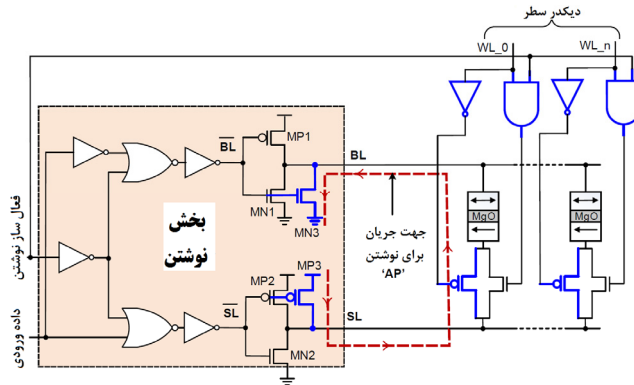 دیکدر سطر
WL_0
WL_n
BL
MP1
BL
MN1
MN3
MgO
MgO
بخش
نوشتن
جهت جریان
برای نوشتن
'AP'
فعال ساز نوشتن
MP3
MP2
SL
SL
MN2
داده ورودی